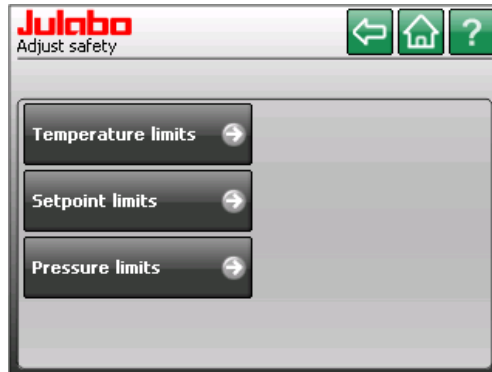 Julabo
Adjust safety
?
Temperature limits
Setpoint limits
Pressure limits